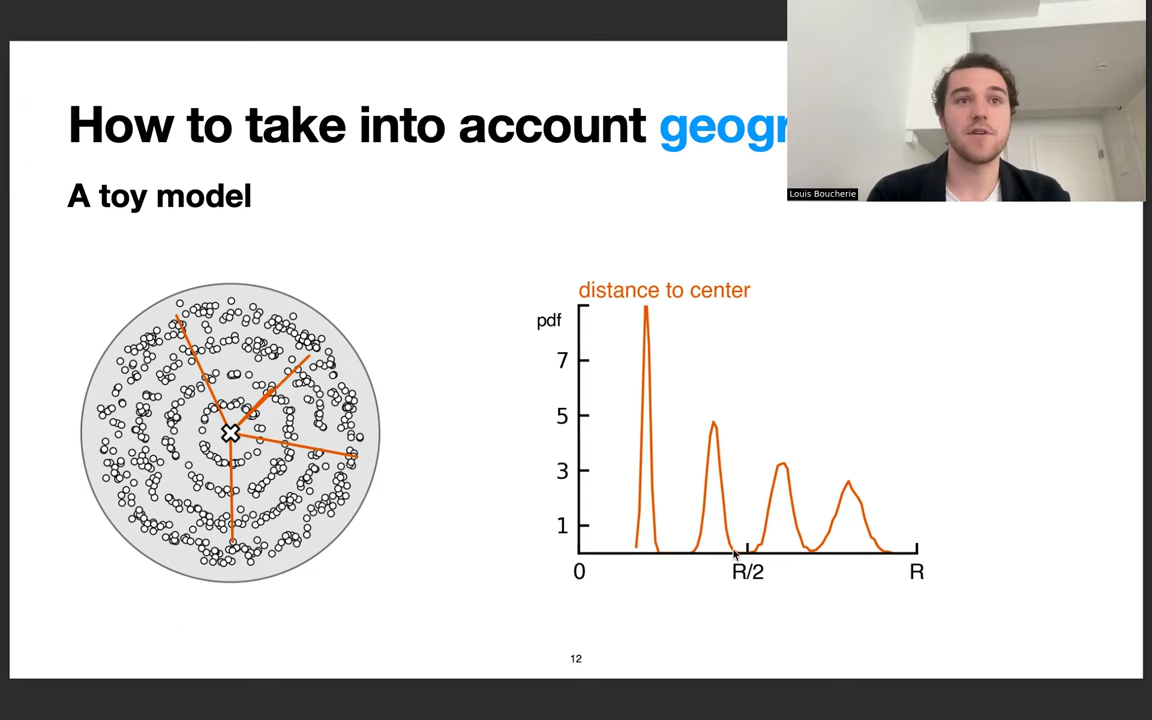 How to take into account geogr
A toy model
Louis Boucherie
distance to center
pdf
7
5
3
1
0
R/2
R
12